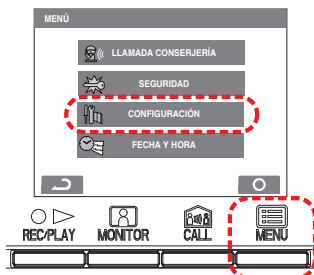 MENÚ
LLAMADA CONSERJERÍA
SEGURIDAD
CONFIGURACIÓN
FECHA Y HORA
REC/PLAY MONITOR CALL MENU